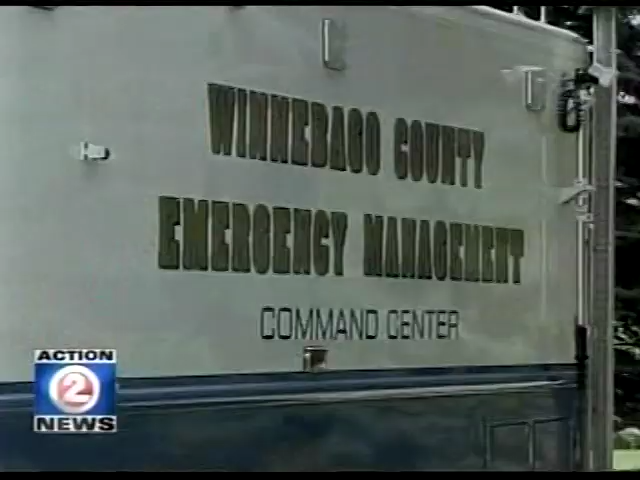 WINNEBAGO COUNTY
EMERGENCY MANAGEMENT
COMMAND CENTER
ACTION
2
NEWS